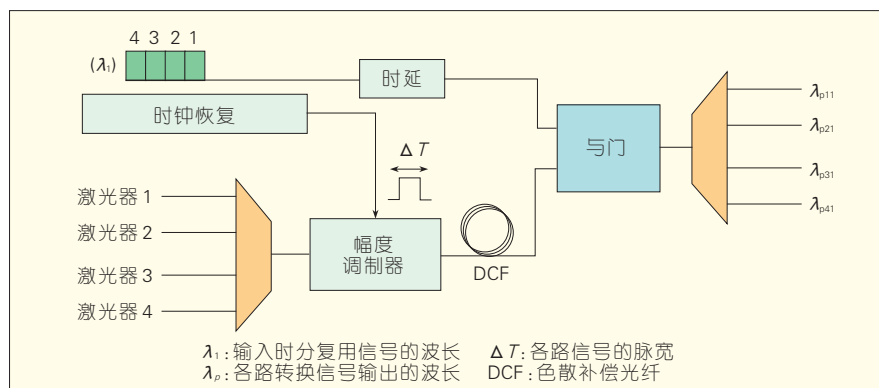 4 3 2 1
(λ₁)
时延
时钟恢复
Δ T
与门
λp11
λp21
λp31
λp41
激光器 1
激光器 2
激光器 3
激光器 4
幅度
调制器
DCF
λ₁:输入时分复用信号的波长 Δ T:各路信号的脉宽
λp:各路转换信号输出的波长 DCF:色散补偿光纤